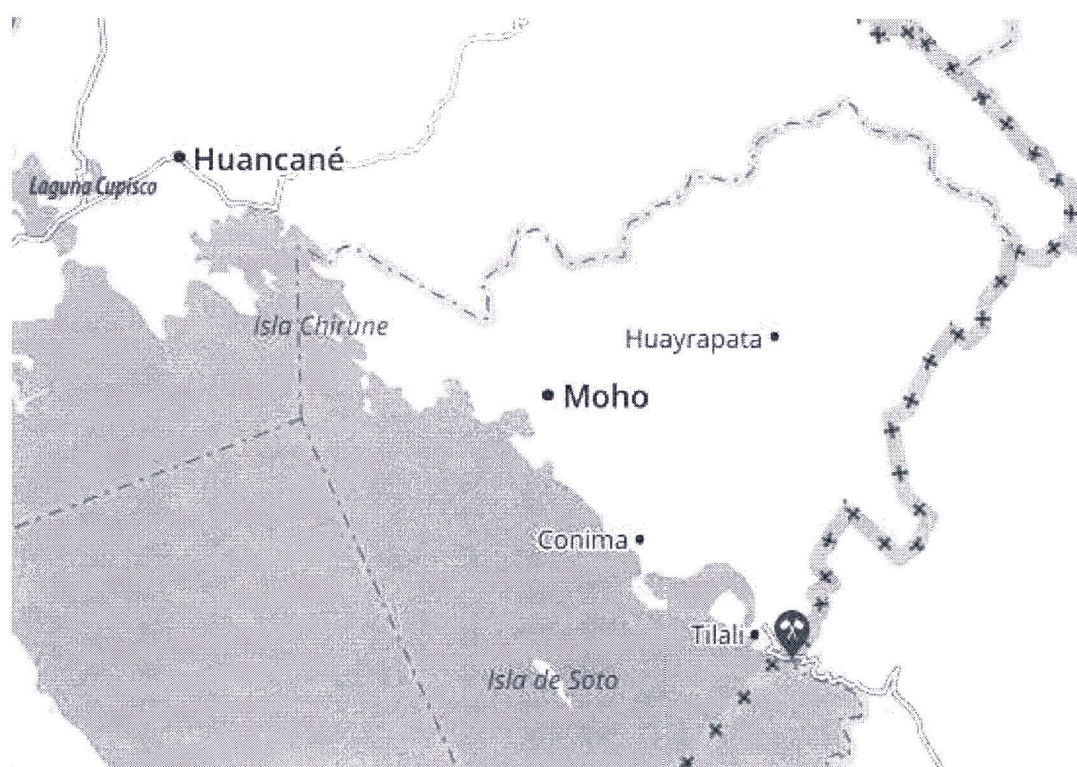 Huancané
Laguna Cupisco
Isla Chirune
Huayrapata
Moho
Conima
Tilali
Isla de Soto